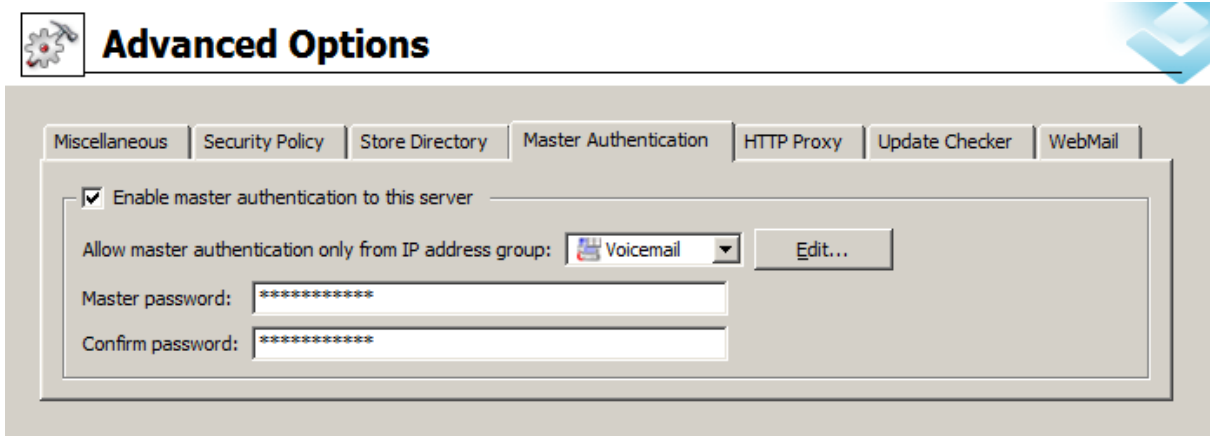 Advanced Options
Miscellaneous Security Policy Store Directory Master Authentication HTTP Proxy Update Checker WebMail
Enable master authentication to this server
Allow master authentication only from IP address group: Voicemail Edit...
Master password: ***********
Confirm password: ***********